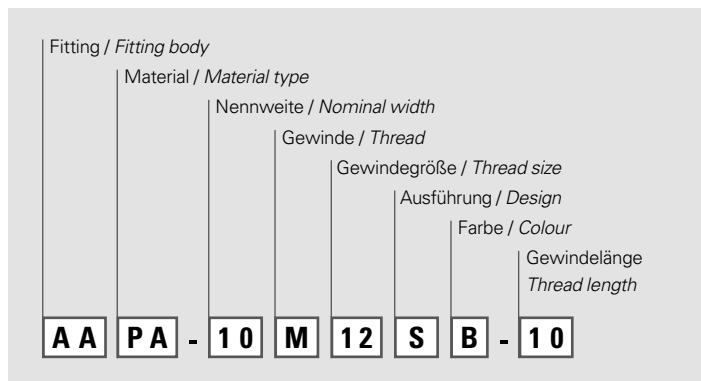 Fitting / Fitting body
Material / Material type
Nennweite / Nominal width
Gewinde / Thread
Gewindegröße / Thread size
Ausführung / Design
Farbe / Colour
Gewindelänge
Thread length
AA PA - 10 M 12 S B - 10